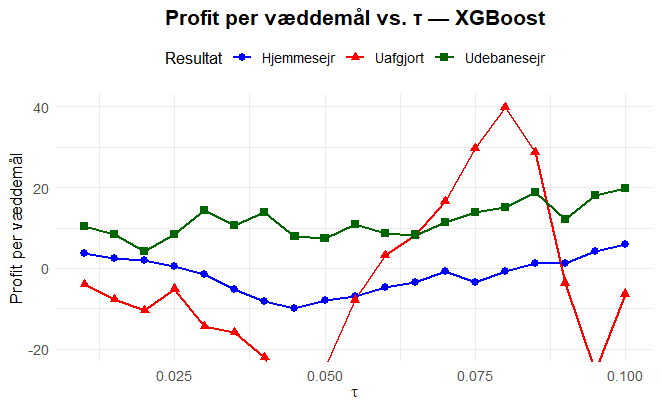 Profit per væddemål vs. τ — XGBoost
Resultat Hjemmesejr Uafgjort Udebanesejr
Profit per væddemål
40
20
0
-20
0.025 0.050 0.075 0.100
τ